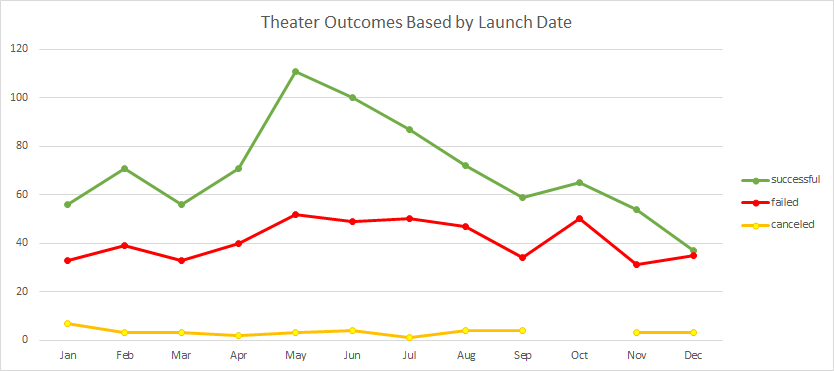 Theater Outcomes Based by Launch Date
120
100
80
60
40
20
0
Jan Feb Mar Apr May Jun Jul Aug Sep Oct Nov Dec
successful
failed
canceled